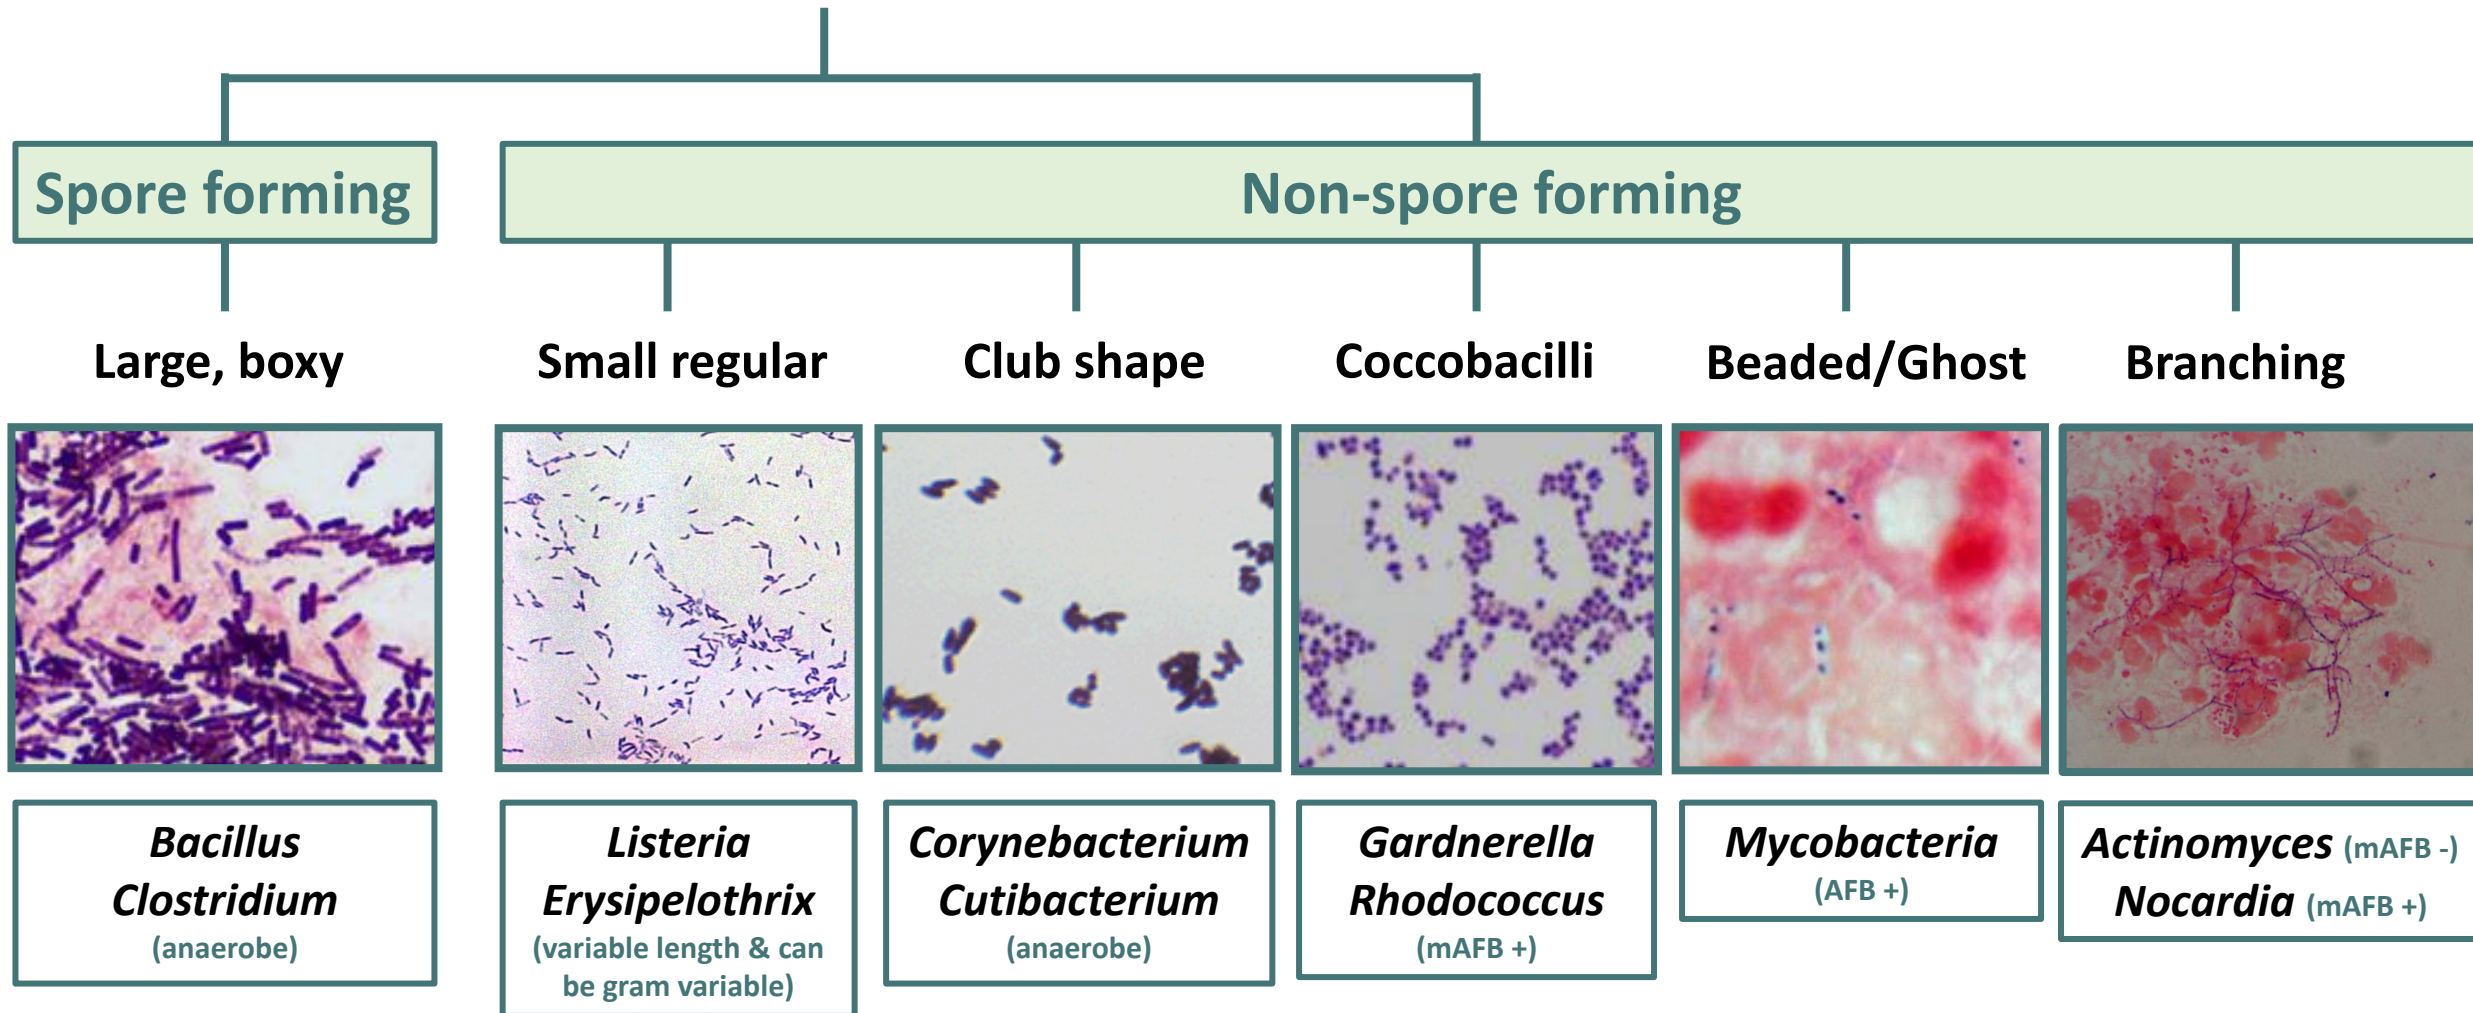 Spore forming
Non-spore forming
Large, boxy
Small regular
Club shape
Coccobacilli
Beaded/Ghost
Branching
Bacillus
Clostridium
(anaerobe)
Listeria
Erysipelothrix
(variable length & can
be gram variable)
Corynebacterium
Cutibacterium
(anaerobe)
Gardnerella
Rhodococcus
(mAFB +)
Mycobacteria
(AFB +)
Actinomyces (mAFB -)
Nocardia (mAFB +)